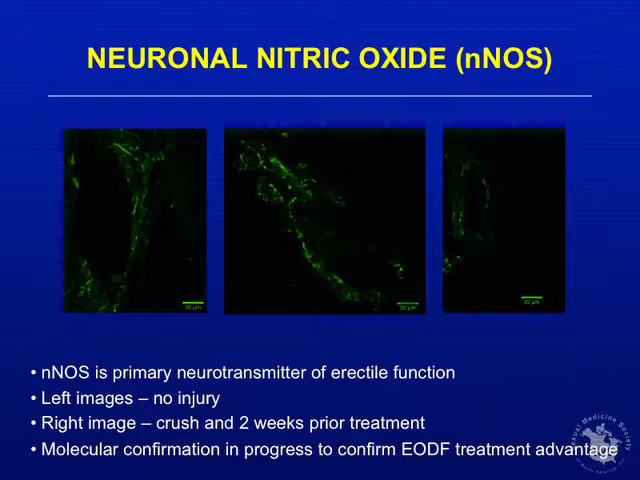 NEURONAL NITRIC OXIDE (nNOS)
30 µm
30 µm
30 µm
• nNOS is primary neurotransmitter of erectile function
• Left images – no injury
• Right image – crush and 2 weeks prior treatment
• Molecular confirmation in progress to confirm EODF treatment advantage
Medicine Society